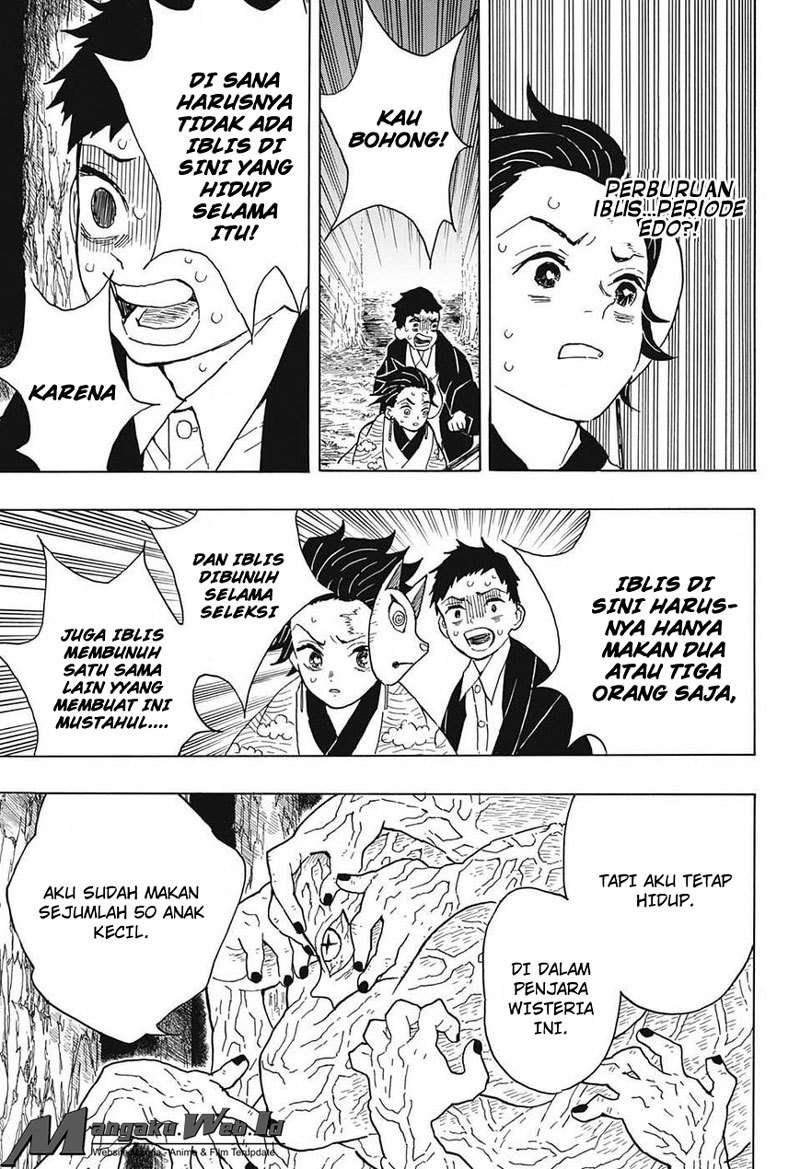 PERBURUAN
IBLIS...PERIODE
EDO?!
KAU
BOHONG!
DI SANA
HARUSNYA
TIDAK ADA
IBLIS DI
SINI YANG
HIDUP
SELAMA
ITU!
KARENA
IBLIS DI
SINI HARUS-
NYA HANYA
MAKAN DUA
ATAU TIGA
ORANG SAJA,
DAN IBLIS
DIBUNUH
SELAMA
SELEKSI
JUGA IBLIS
MEMBUNUH
SATU SAMA
LAIN YYANG
MEMBUAT INI
MUSTAHUL....
TAPI AKU TETAP
HIDUP.
DI DALAM
PENJARA
WISTERIA
INI.
AKU SUDAH MAKAN
SEJUMLAH 50 ANAK
KECIL.
Mangaku.Web.Id